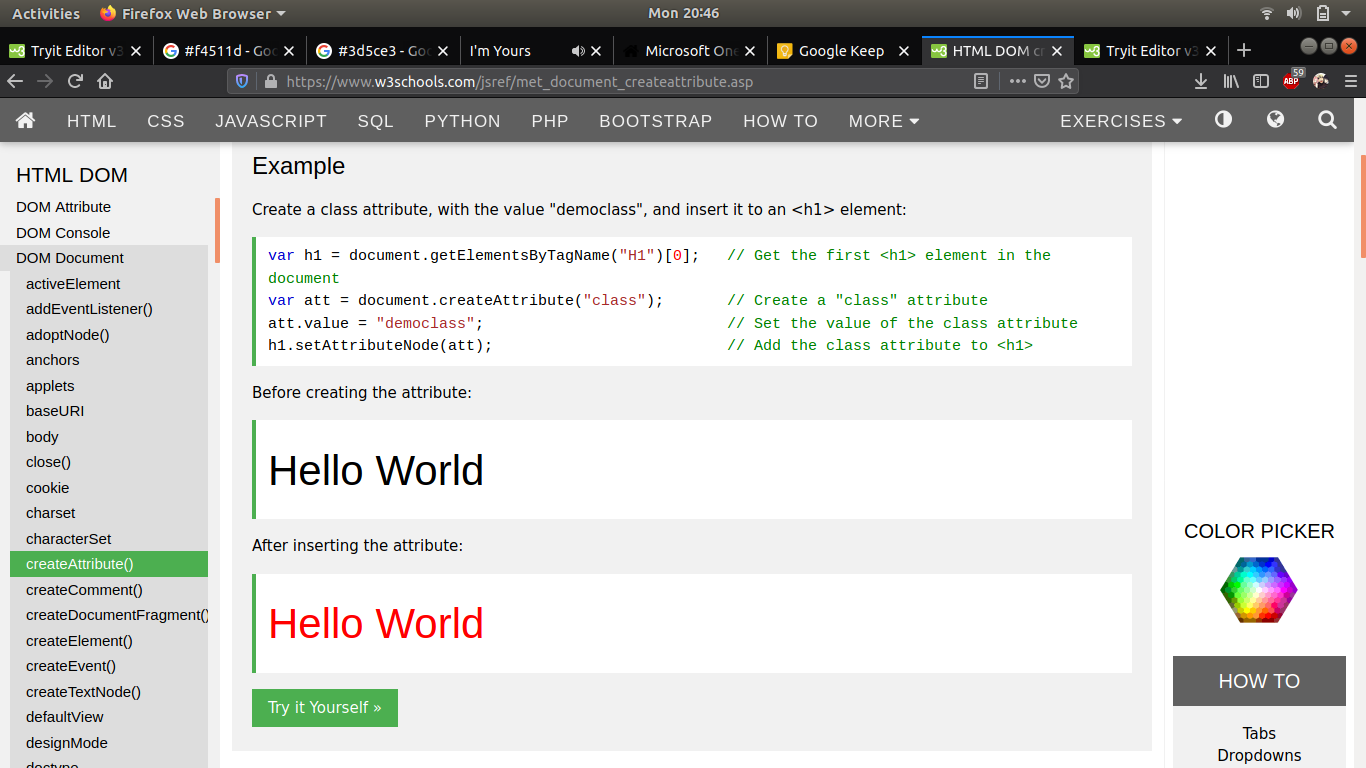 Activities Firefox Web Browser Mon 20:46
Tryit Editor v3 #f4511d - Goo #3d5ce3 - Goo I'm Yours Microsoft One Google Keep HTML DOM cr Tryit Editor v3
https://www.w3schools.com/jsref/met_document_createattribute.asp ABP 59
HTML CSS JAVASCRIPT SQL PYTHON PHP BOOTSTRAP HOW TO MORE EXERCISES
HTML DOM
DOM Attribute
DOM Console
DOM Document
activeElement
addEventListener()
adoptNode()
anchors
applets
baseURI
body
close()
cookie
charset
characterSet
createAttribute()
createComment()
createDocumentFragment()
createElement()
createEvent()
createTextNode()
defaultView
designMode
doctype
Example
Create a class attribute, with the value "democlass", and insert it to an <h1> element:
var h1 = document.getElementsByTagName("H1")[0]; // Get the first <h1> element in the
document
var att = document.createAttribute("class"); // Create a "class" attribute
att.value = "democlass"; // Set the value of the class attribute
h1.setAttributeNode(att); // Add the class attribute to <h1>
Before creating the attribute:
Hello World
After inserting the attribute:
Hello World
Try it Yourself »
COLOR PICKER
HOW TO
Tabs
Dropdowns